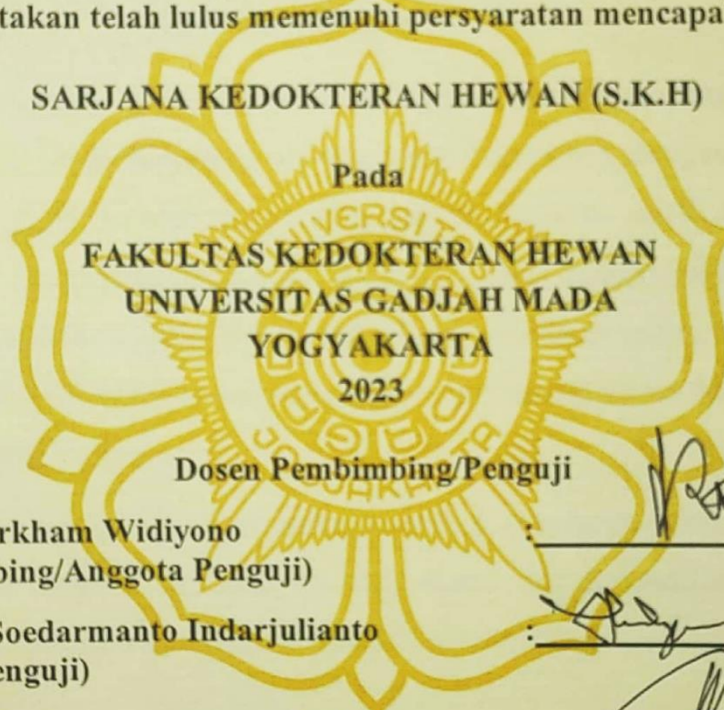 takan telah lulus memenuhi persyaratan mencapa
SARJANA KEDOKTERAN HEWAN (S.K.H)
Pada
FAKULTAS KEDOKTERAN HEWAN
UNIVERSITAS GADJAH MADA
YOGYAKARTA
2023
Dosen Pembimbing/Penguji
rkham Widiyono :
bing/Anggota Penguji)
Soedarmanto Indarjulianto :
enguji)